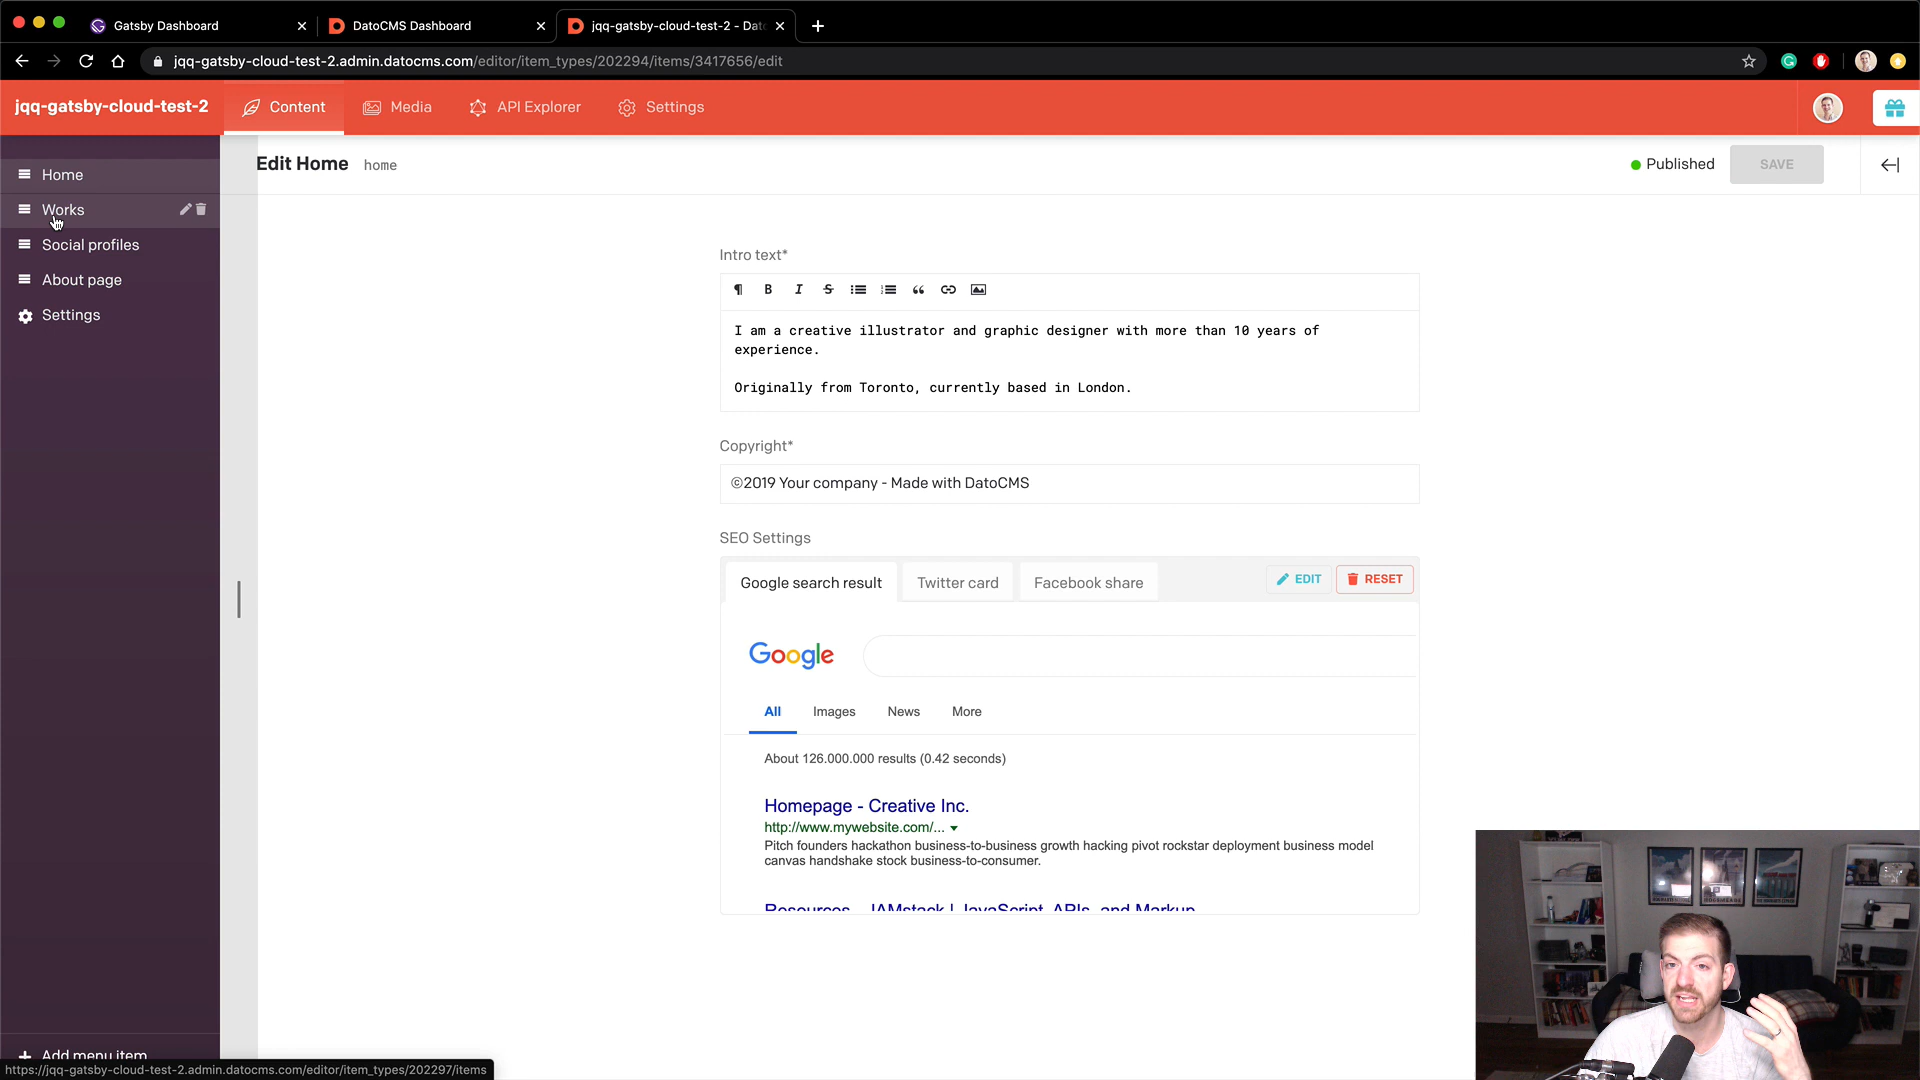 Gatsby Dashboard
DatoCMS Dashboard
jqq-gatsby-cloud-test-2 - Dat
jqq-gatsby-cloud-test-2.admin.datocms.com/editor/item_types/202294/items/3417656/edit
jqq-gatsby-cloud-test-2
Content
Media
API Explorer
Settings
Home
Works
Social profiles
About page
Settings
Add menu item
Edit Home
home
Published
SAVE
Intro text*
I am a creative illustrator and graphic designer with more than 10 years of
experience.
Originally from Toronto, currently based in London.
Copyright*
©2019 Your company - Made with DatoCMS
SEO Settings
Google search result
Twitter card
Facebook share
EDIT
RESET
Google
All
Images
News
More
About 126.000.000 results (0.42 seconds)
Homepage - Creative Inc.
http://www.mywebsite.com/...
Pitch founders hackathon business-to-business growth hacking pivot rockstar deployment business model
canvas handshake stock business-to-consumer.
Resources - JAMstack | JavaScript, APIs, and Markup
https://jqq-gatsby-cloud-test-2.admin.datocms.com/editor/item_types/202297/items